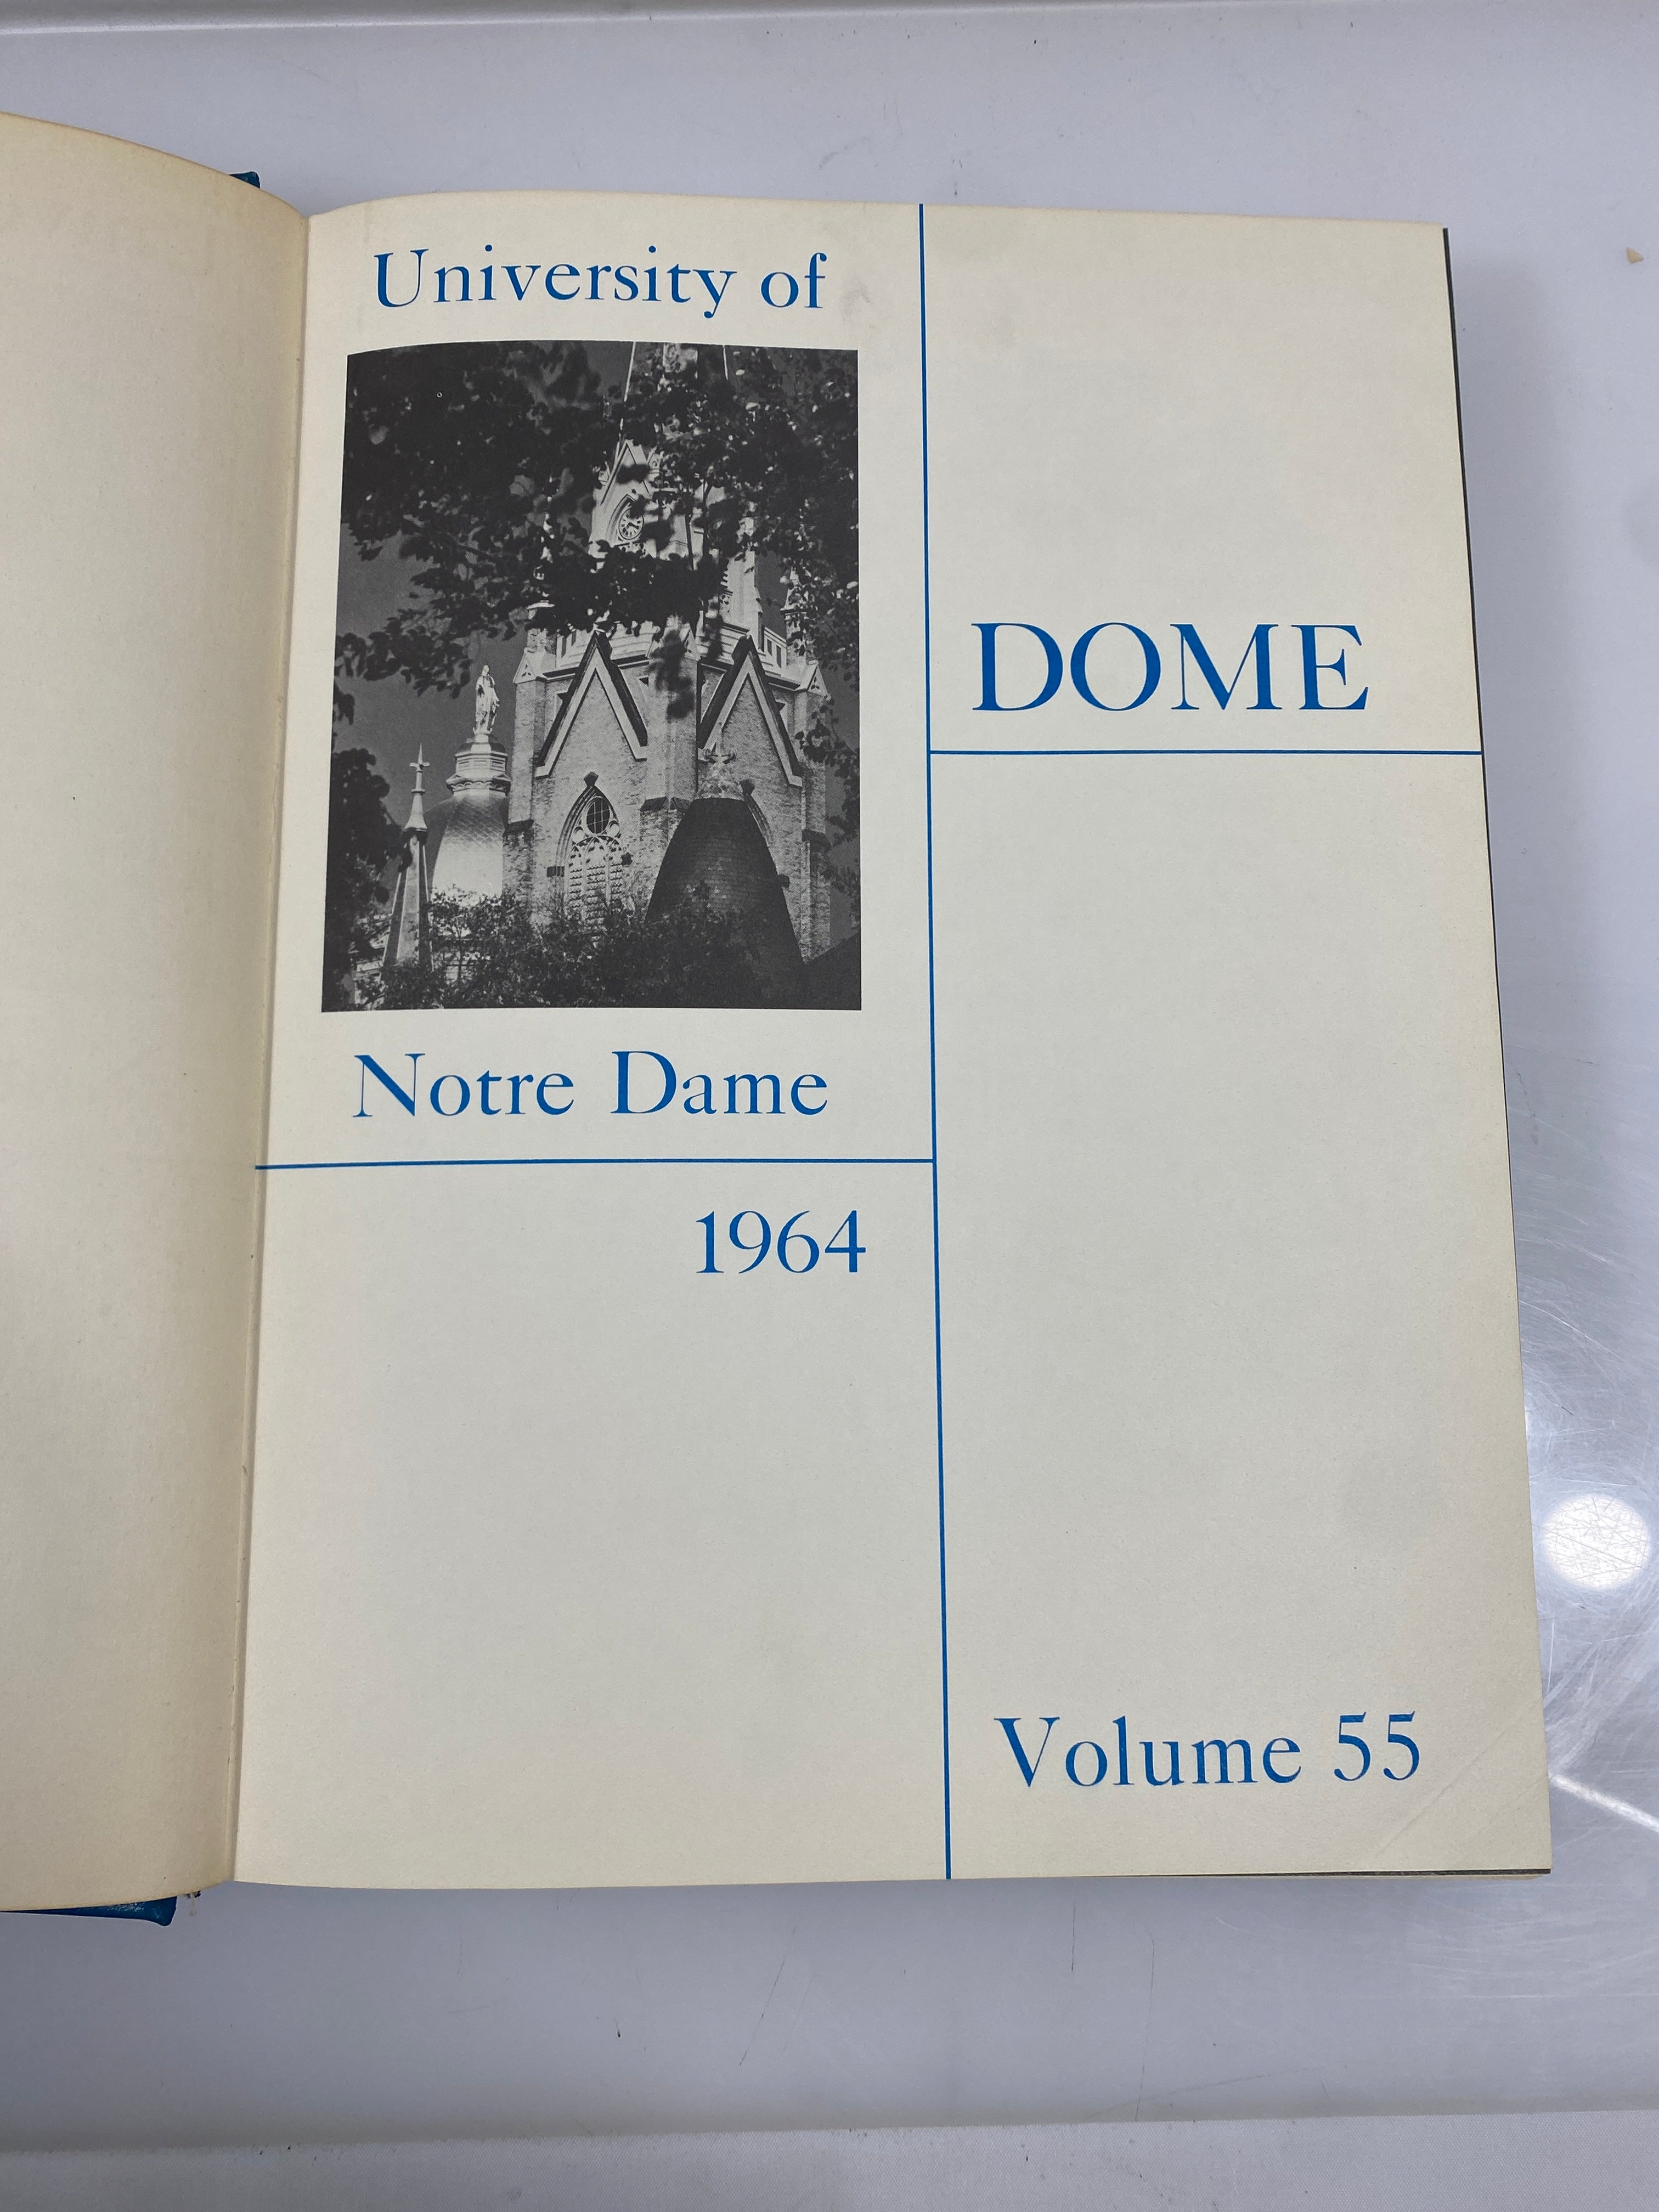 University of
Notre Dame
1964
DOME
Volume 55